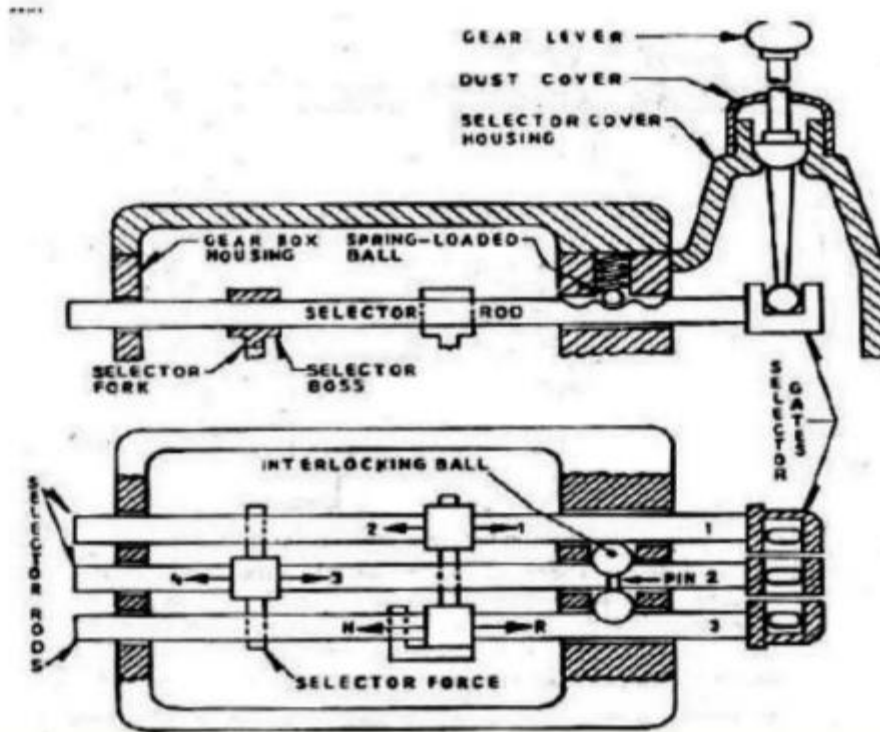 GEAR LEVER
DUST COVER
SELECTOR COVER
HOUSING
GEAR BOX
HOUSING
SPRING-LOADED
BALL
SELECTOR ROD
SELECTOR
FORK
SELECTOR
BOSS
SELECTOR
GATES
INTERLOCKING BALL
SELECTOR RODS
2 1 1
4 3 PIN 2
N R 3
SELECTOR FORCE